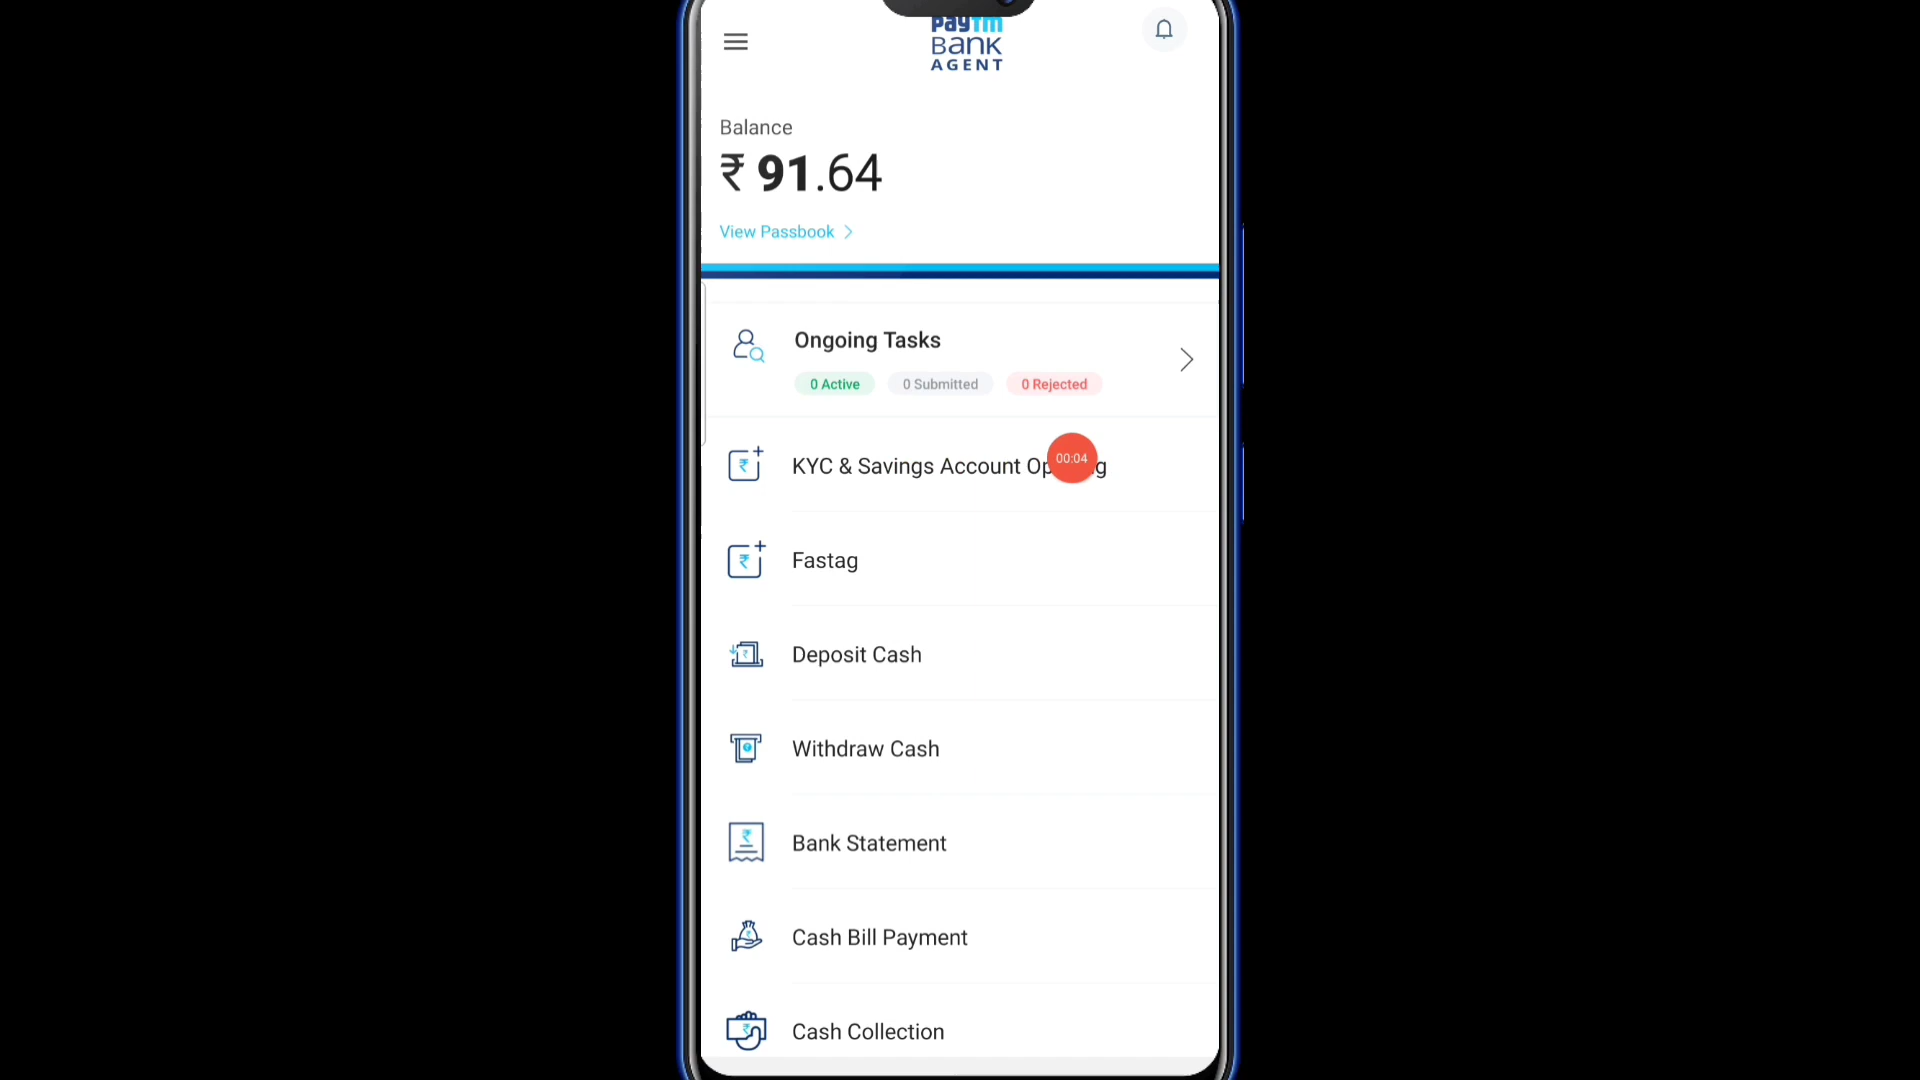 paytm
BANK
AGENT
Balance
₹ 91.64
View Passbook
Ongoing Tasks
0 Active 0 Submitted 0 Rejected
KYC & Savings Account
00:04
Fastag
Deposit Cash
Withdraw Cash
Bank Statement
Cash Bill Payment
Cash Collection